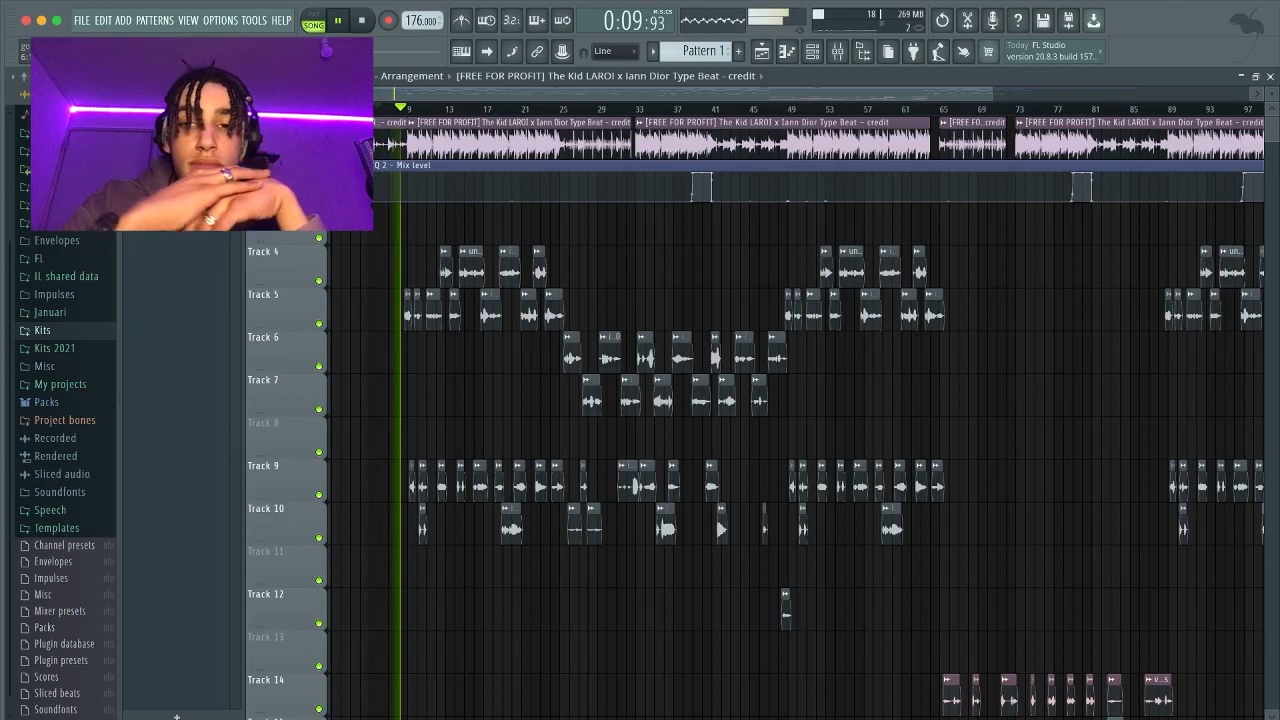 FILE EDIT ADD PATTERNS VIEW OPTIONS TOOLS HELP
PAT
SONG
176.000
3.2:
0:09:93
M:S:CS
18
269 MB
2
Line
Pattern 1
Today FL Studio
version 20.8.3 build 157..
Arrangement
[FREE FOR PROFIT] The Kid LAROI x Iann Dior Type Beat - credit
9 13 17 21 25 29 33 37 41 45 49 53 57 61 65 69 73 77 81 85 89 93 97
- credit
[FREE FOR PROFIT] The Kid LAROI x Iann Dior Type Beat - credit
[FREE FOR PROFIT] The Kid LAROI x Iann Dior Type Beat - credit
[FREE FO..credit
[FREE FOR PROFIT] The Kid LAROI x Iann Dior Type Beat - credit
Q 2 - Mix level
Envelopes
FL
IL shared data
Impulses
Januari
Kits
Kits 2021
Misc
My projects
Packs
Project bones
Recorded
Rendered
Sliced audio
Soundfonts
Speech
Templates
Channel presets
Envelopes
Impulses
Misc
Mixer presets
Packs
Plugin database
Plugin presets
Scores
Sliced beats
Soundfonts
Track 4
Track 5
Track 6
Track 7
Track 8
Track 9
Track 10
Track 11
Track 12
Track 13
Track 14